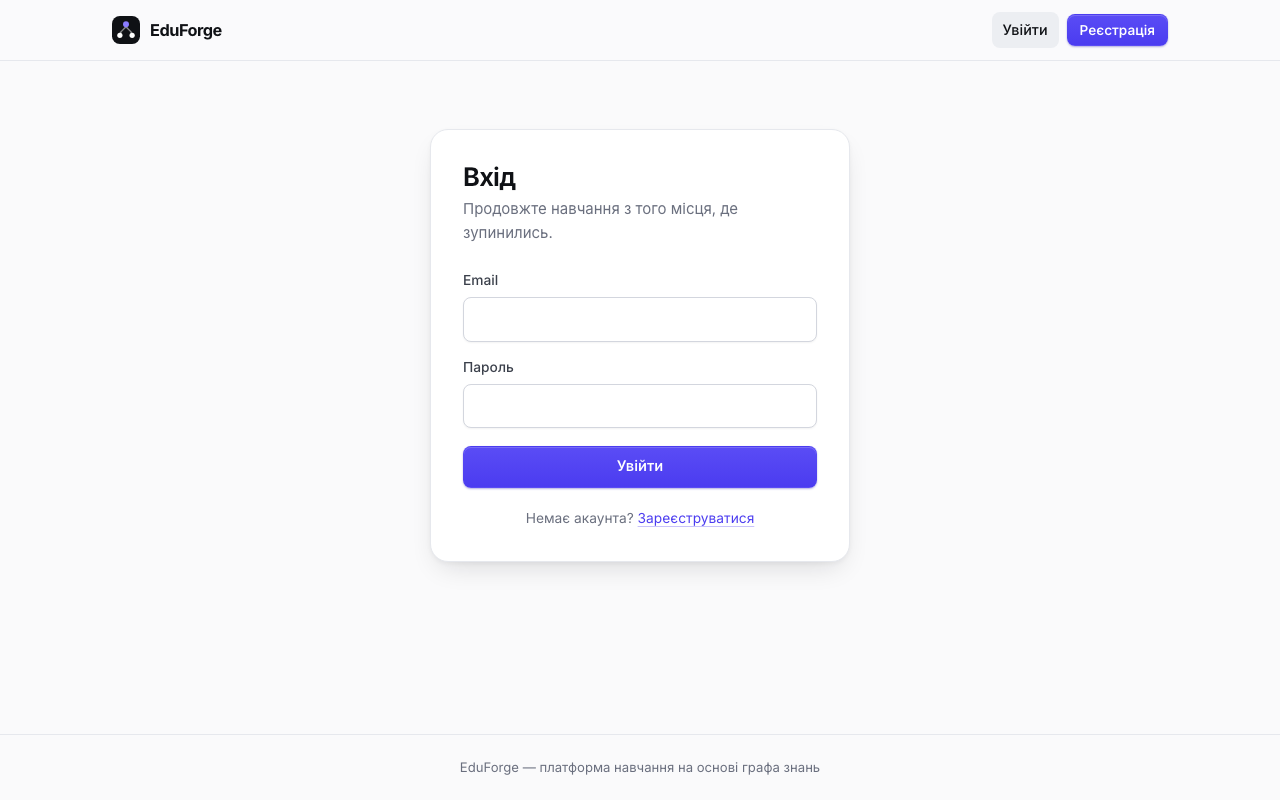 EduForge
Увійти
Реєстрація
Вхід
Продовжте навчання з того місця, де
зупинились.
Email
Пароль
Увійти
Немає акаунта? Зареєструватися
EduForge — платформа навчання на основі графа знань